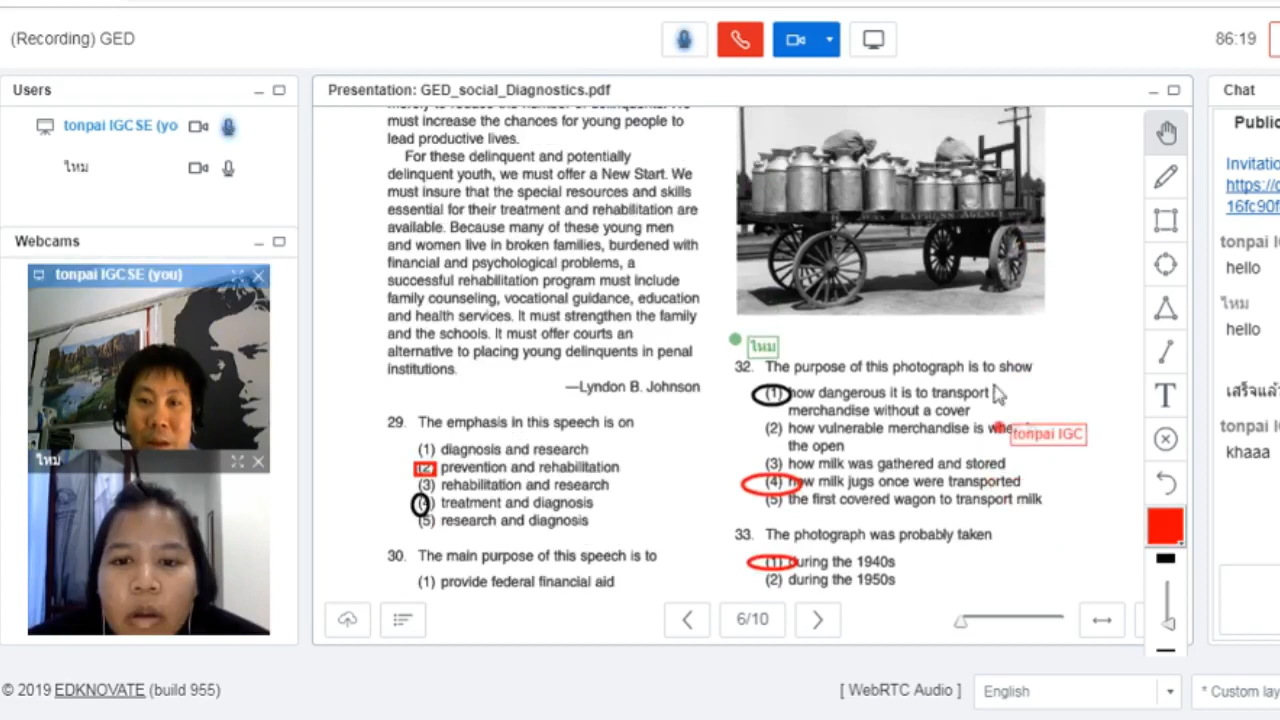 (Recording) GED
86:19
Users
tonpai IGCSE (yo
ไหม
Webcams
tonpai IGCSE (you)
ไหม
Presentation: GED_social_Diagnostics.pdf
must increase the chances for young people to
lead productive lives.
For these delinquent and potentially
delinquent youth, we must offer a New Start. We
must insure that the special resources and skills
essential for their treatment and rehabilitation are
available. Because many of these young men
and women live in broken families, burdened with
financial and psychological problems, a
successful rehabilitation program must include
family counseling, vocational guidance, education
and health services. It must strengthen the family
and the schools. It must offer courts an
alternative to placing young delinquents in penal
institutions.
—Lyndon B. Johnson
29. The emphasis in this speech is on
(1) diagnosis and research
(2) prevention and rehabilitation
(3) rehabilitation and research
(4) treatment and diagnosis
(5) research and diagnosis
30. The main purpose of this speech is to
(1) provide federal financial aid
EXPRESS AGENCY
ไหม
32. The purpose of this photograph is to show
(1) how dangerous it is to transport
merchandise without a cover
(2) how vulnerable merchandise is
tonpai IGC
the open
(3) how milk was gathered and stored
(4) how milk jugs once were transported
(5) the first covered wagon to transport milk
33. The photograph was probably taken
(1) during the 1940s
(2) during the 1950s
6/10
T
Chat
Public
Invitatio
https://d
16fc90f
tonpai I
hello
ไหม
hello
เสร็จแล้
tonpai I
khaaa
© 2019 EDKNOVATE (build 955)
[ WebRTC Audio ]
English
* Custom lay